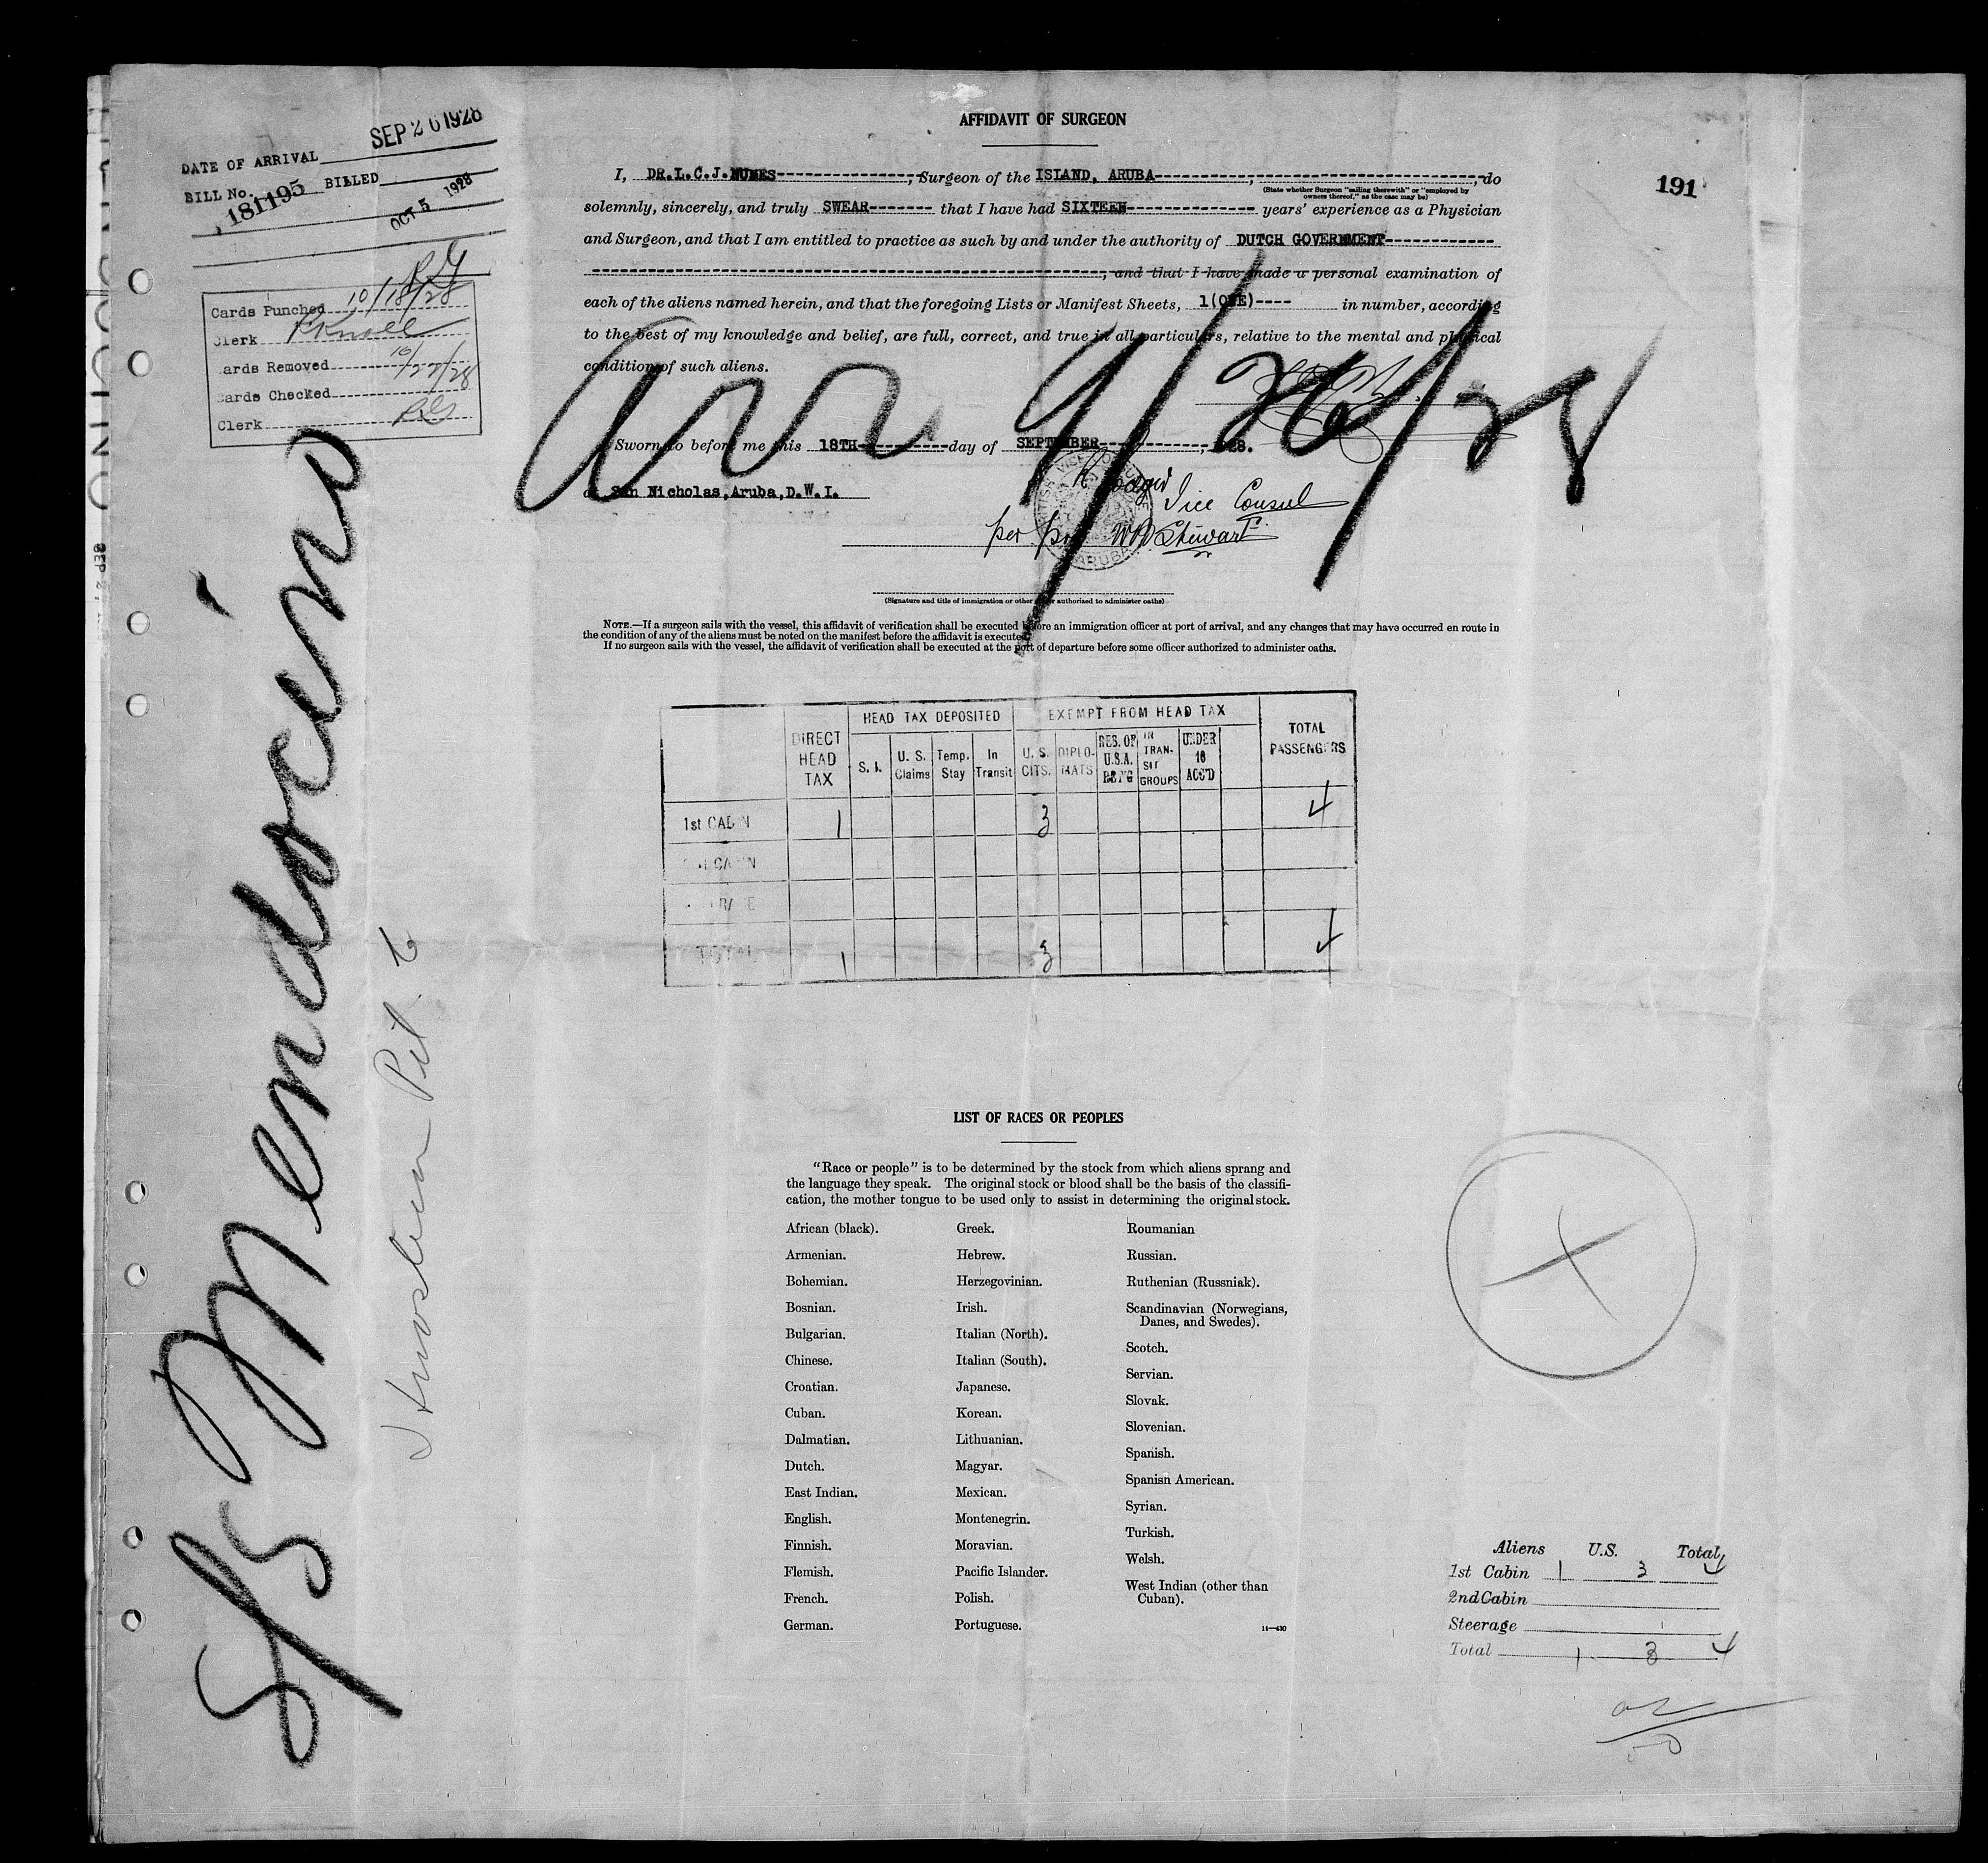 SEP 26 1928
DATE OF ARRIVAL
BILL No. 181195 BILLED OCT 5 1928
Cards Punched 10/18/28
Clerk
ards Removed 10/27/28
Cards Checked
Clerk
S/S Mendocino
191
AFFIDAVIT OF SURGEON
I, DR.L.C.J.NUMES----------------, Surgeon of the ISLAND, ARUBA-----------, ------------------------, do
(State whether Surgeon "sailing therewith" or "employed by owners thereof," as the case may be)
solemnly, sincerely, and truly SWEAR------- that I have had SIXTEEN---------------- years' experience as a Physician
and Surgeon, and that I am entitled to practice as such by and under the authority of DUTCH GOVERNMENT-------------
------------------------------------------------------------, and that I have made a personal examination of
each of the aliens named herein, and that the foregoing Lists or Manifest Sheets, 1(ONE)---- in number, according
to the best of my knowledge and belief, are full, correct, and true in all particulars, relative to the mental and physical
condition of such aliens.
Arr 9/26/28
Sworn to before me this 18TH----------day of SEPTEMBER------------, 1928.
at San Nicholas, Aruba, D.W.I.
Vice Consul
per pro W Stewart
ARUBA
(Signature and title of immigration or other officer authorized to administer oaths)
NOTE.—If a surgeon sails with the vessel, this affidavit of verification shall be executed before an immigration officer at port of arrival, and any changes that may have occurred en route in
the condition of any of the aliens must be noted on the manifest before the affidavit is executed.
If no surgeon sails with the vessel, the affidavit of verification shall be executed at the port of departure before some officer authorized to administer oaths.
DIRECT HEAD TAX
HEAD TAX DEPOSITED
S. I.
U. S. Claims
Temp. Stay
In Transit
EXEMPT FROM HEAD TAX
U. S. CITS.
DIPLOMATS
RES. OF U.S.A. RET'G
IN TRANSIT GROUPS
UNDER 16 ACC'D
TOTAL PASSENGERS
1st CABIN 1 3 4
TOTAL 1 3 4
LIST OF RACES OR PEOPLES
"Race or people" is to be determined by the stock from which aliens sprang and
the language they speak. The original stock or blood shall be the basis of the classifi-
cation, the mother tongue to be used only to assist in determining the original stock.
African (black).
Armenian.
Bohemian.
Bosnian.
Bulgarian.
Chinese.
Croatian.
Cuban.
Dalmatian.
Dutch.
East Indian.
English.
Finnish.
Flemish.
French.
German.
Greek.
Hebrew.
Herzegovinian.
Irish.
Italian (North).
Italian (South).
Japanese.
Korean.
Lithuanian.
Magyar.
Mexican.
Montenegrin.
Moravian.
Pacific Islander.
Polish.
Portuguese.
Roumanian
Russian.
Ruthenian (Russniak).
Scandinavian (Norwegians,
Danes, and Swedes).
Scotch.
Servian.
Slovak.
Slovenian.
Spanish.
Spanish American.
Syrian.
Turkish.
Welsh.
West Indian (other than
Cuban).
14—430
Aliens U.S. Total
1st Cabin 1 3 4
2nd Cabin
Steerage
Total 1 3 4